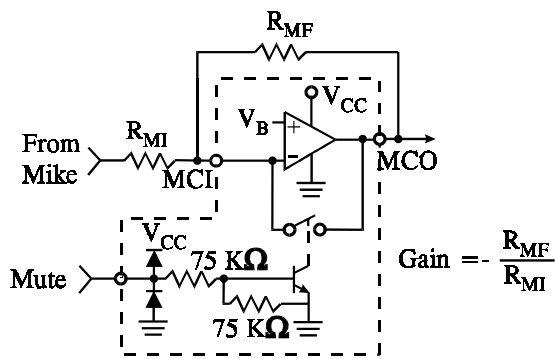 RMF
VCC
VB
+
-
From
Mike
RMI
MCI
MCO
VCC
Mute
75 KΩ
75 KΩ
Gain = - RMF
RMI